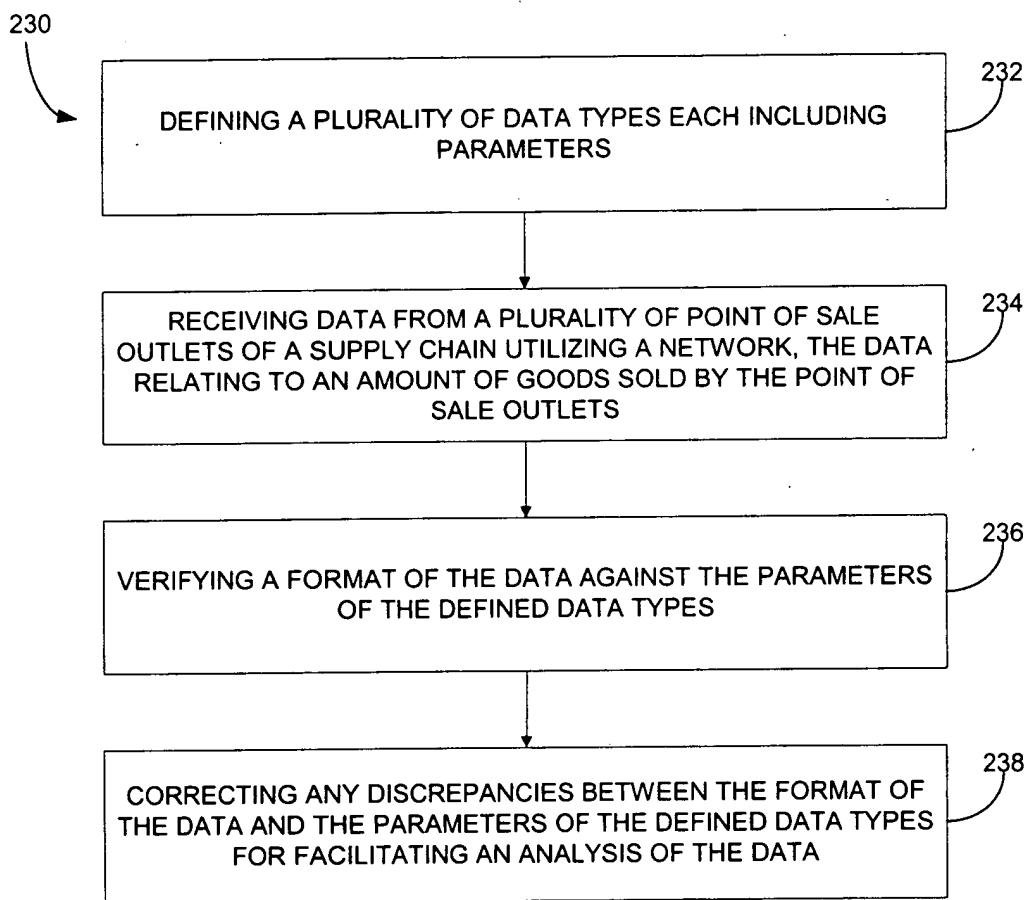 230
232
DEFINING A PLURALITY OF DATA TYPES EACH INCLUDING
PARAMETERS
234
RECEIVING DATA FROM A PLURALITY OF POINT OF SALE
OUTLETS OF A SUPPLY CHAIN UTILIZING A NETWORK, THE DATA
RELATING TO AN AMOUNT OF GOODS SOLD BY THE POINT OF
SALE OUTLETS
236
VERIFYING A FORMAT OF THE DATA AGAINST THE PARAMETERS
OF THE DEFINED DATA TYPES
238
CORRECTING ANY DISCREPANCIES BETWEEN THE FORMAT OF
THE DATA AND THE PARAMETERS OF THE DEFINED DATA TYPES
FOR FACILITATING AN ANALYSIS OF THE DATA